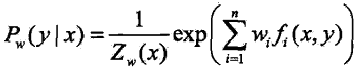 P_w(y|x) = \frac{1}{Z_w(x)} \exp\left( \sum_{i=1}^{n} w_i f_i(x, y) \right)